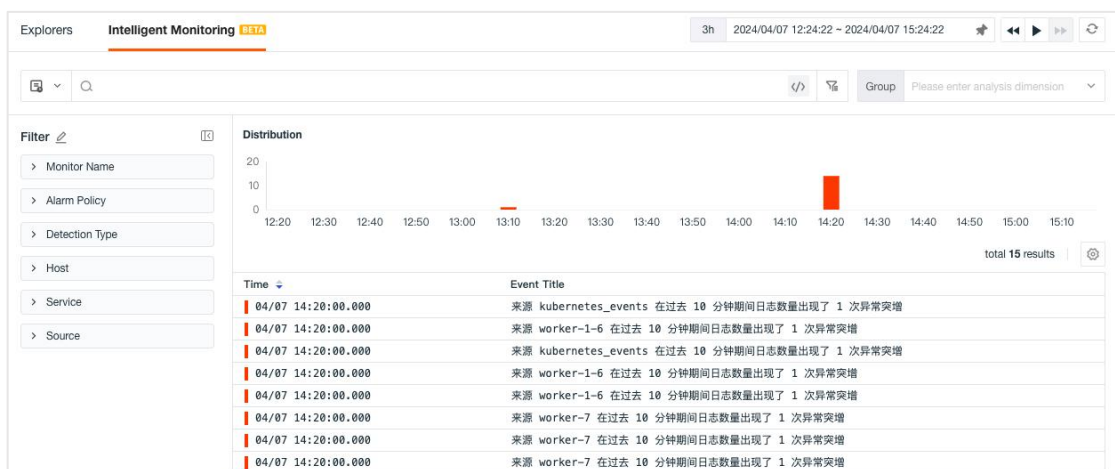 Explorers Intelligent Monitoring BETA 3h 2024/04/07 12:24:22 ~ 2024/04/07 15:24:22
</> Group Please enter analysis dimension
Filter
Monitor Name
Alarm Policy
Detection Type
Host
Service
Source
Distribution
20
10
0
12:20 12:30 12:40 12:50 13:00 13:10 13:20 13:30 13:40 13:50 14:00 14:10 14:20 14:30 14:40 14:50 15:00 15:10
total 15 results
Time Event Title
04/07 14:20:00.000 来源 kubernetes_events 在过去 10 分钟期间日志数量出现了 1 次异常突增
04/07 14:20:00.000 来源 worker-1-6 在过去 10 分钟期间日志数量出现了 1 次异常突增
04/07 14:20:00.000 来源 kubernetes_events 在过去 10 分钟期间日志数量出现了 1 次异常突增
04/07 14:20:00.000 来源 worker-1-6 在过去 10 分钟期间日志数量出现了 1 次异常突增
04/07 14:20:00.000 来源 worker-1-6 在过去 10 分钟期间日志数量出现了 1 次异常突增
04/07 14:20:00.000 来源 worker-7 在过去 10 分钟期间日志数量出现了 1 次异常突增
04/07 14:20:00.000 来源 worker-7 在过去 10 分钟期间日志数量出现了 1 次异常突增
04/07 14:20:00.000 来源 worker-7 在过去 10 分钟期间日志数量出现了 1 次异常突增